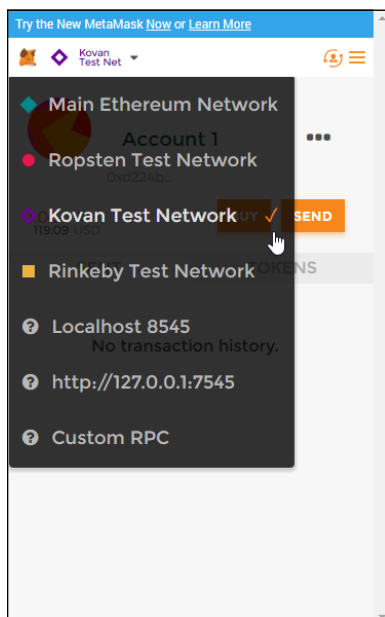 Try the New MetaMask Now or Learn More
Kovan
Test Net
Main Ethereum Network
Account 1
Ropsten Test Network
0xd224b...
Kovan Test Network
BUY
SEND
119.09 USD
Rinkeby Test Network
SENT
TOKENS
Localhost 8545
No transaction history.
http://127.0.0.1:7545
Custom RPC